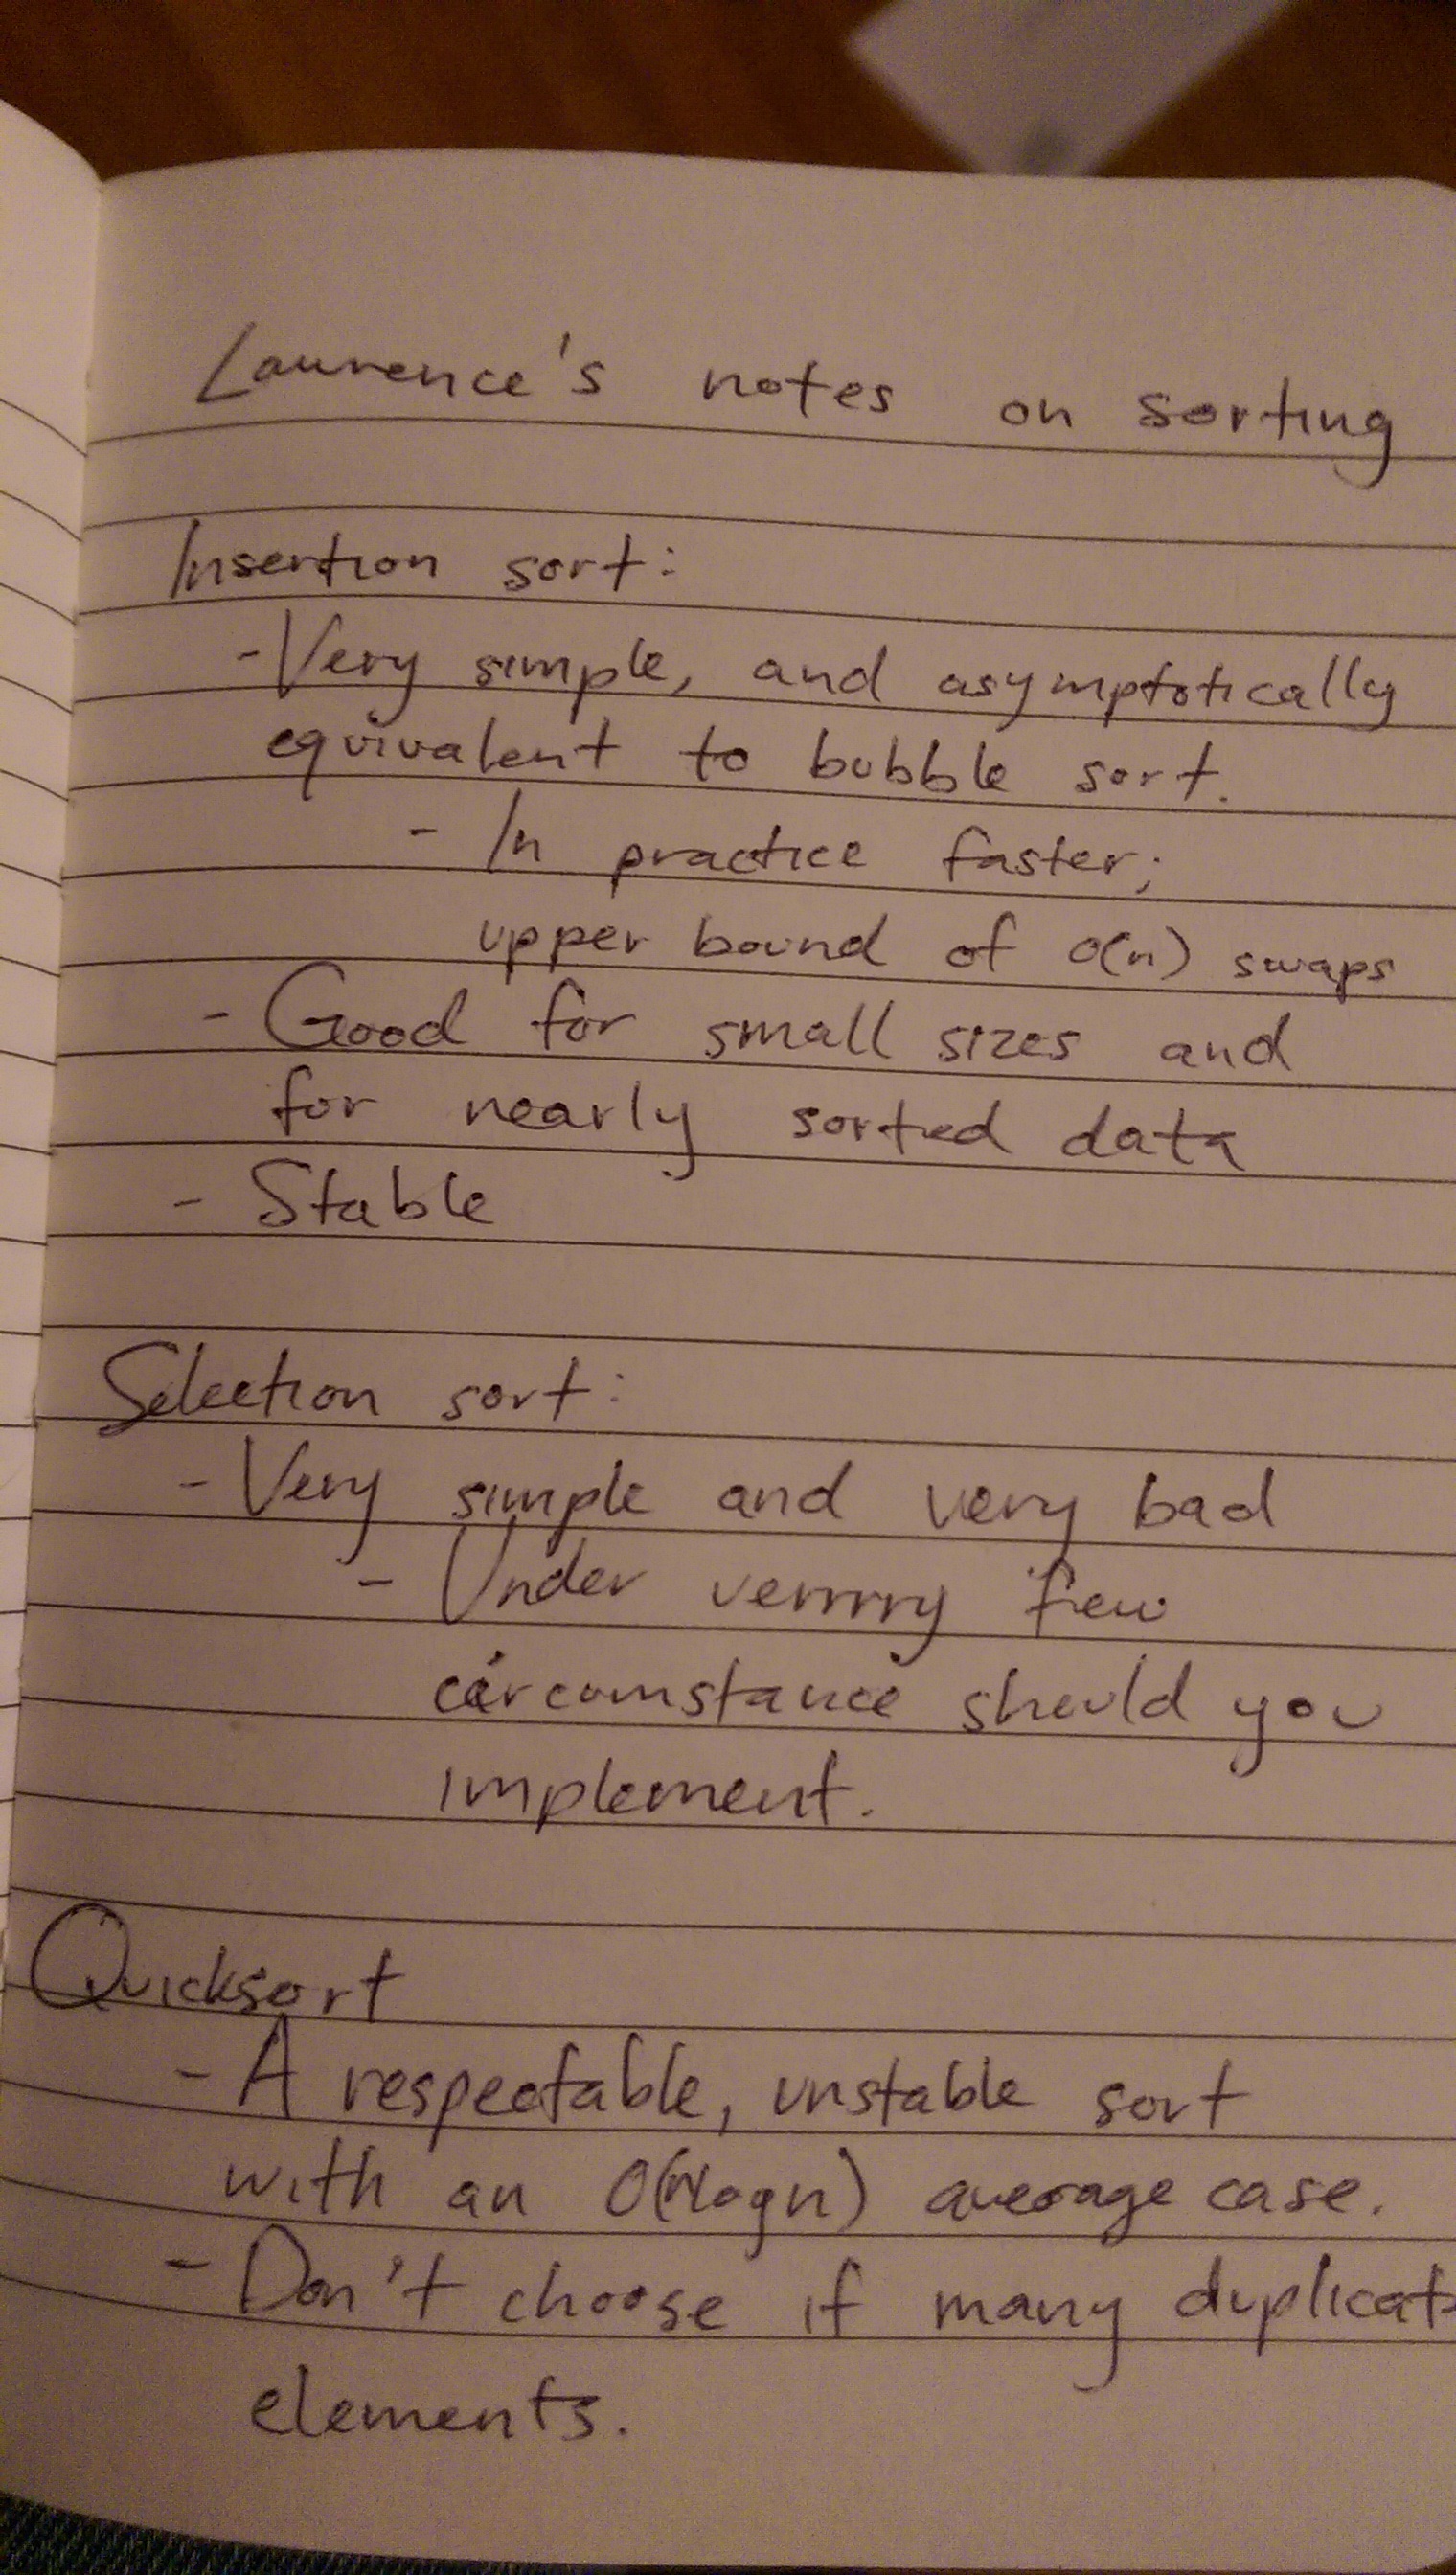 Laurence's notes on sorting
Insertion sort:
-Very simple, and asymptotically
equivalent to bubble sort.
- In practice faster;
upper bound of O(n) swaps
- Good for small sizes and
for nearly sorted data
- Stable
Selection sort:
- Very simple and very bad
- Under verrrry few
circumstance should you
implement.
Quicksort
- A respectable, unstable sort
with an O(nlogn) average case.
- Don't choose if many duplicat
elements.